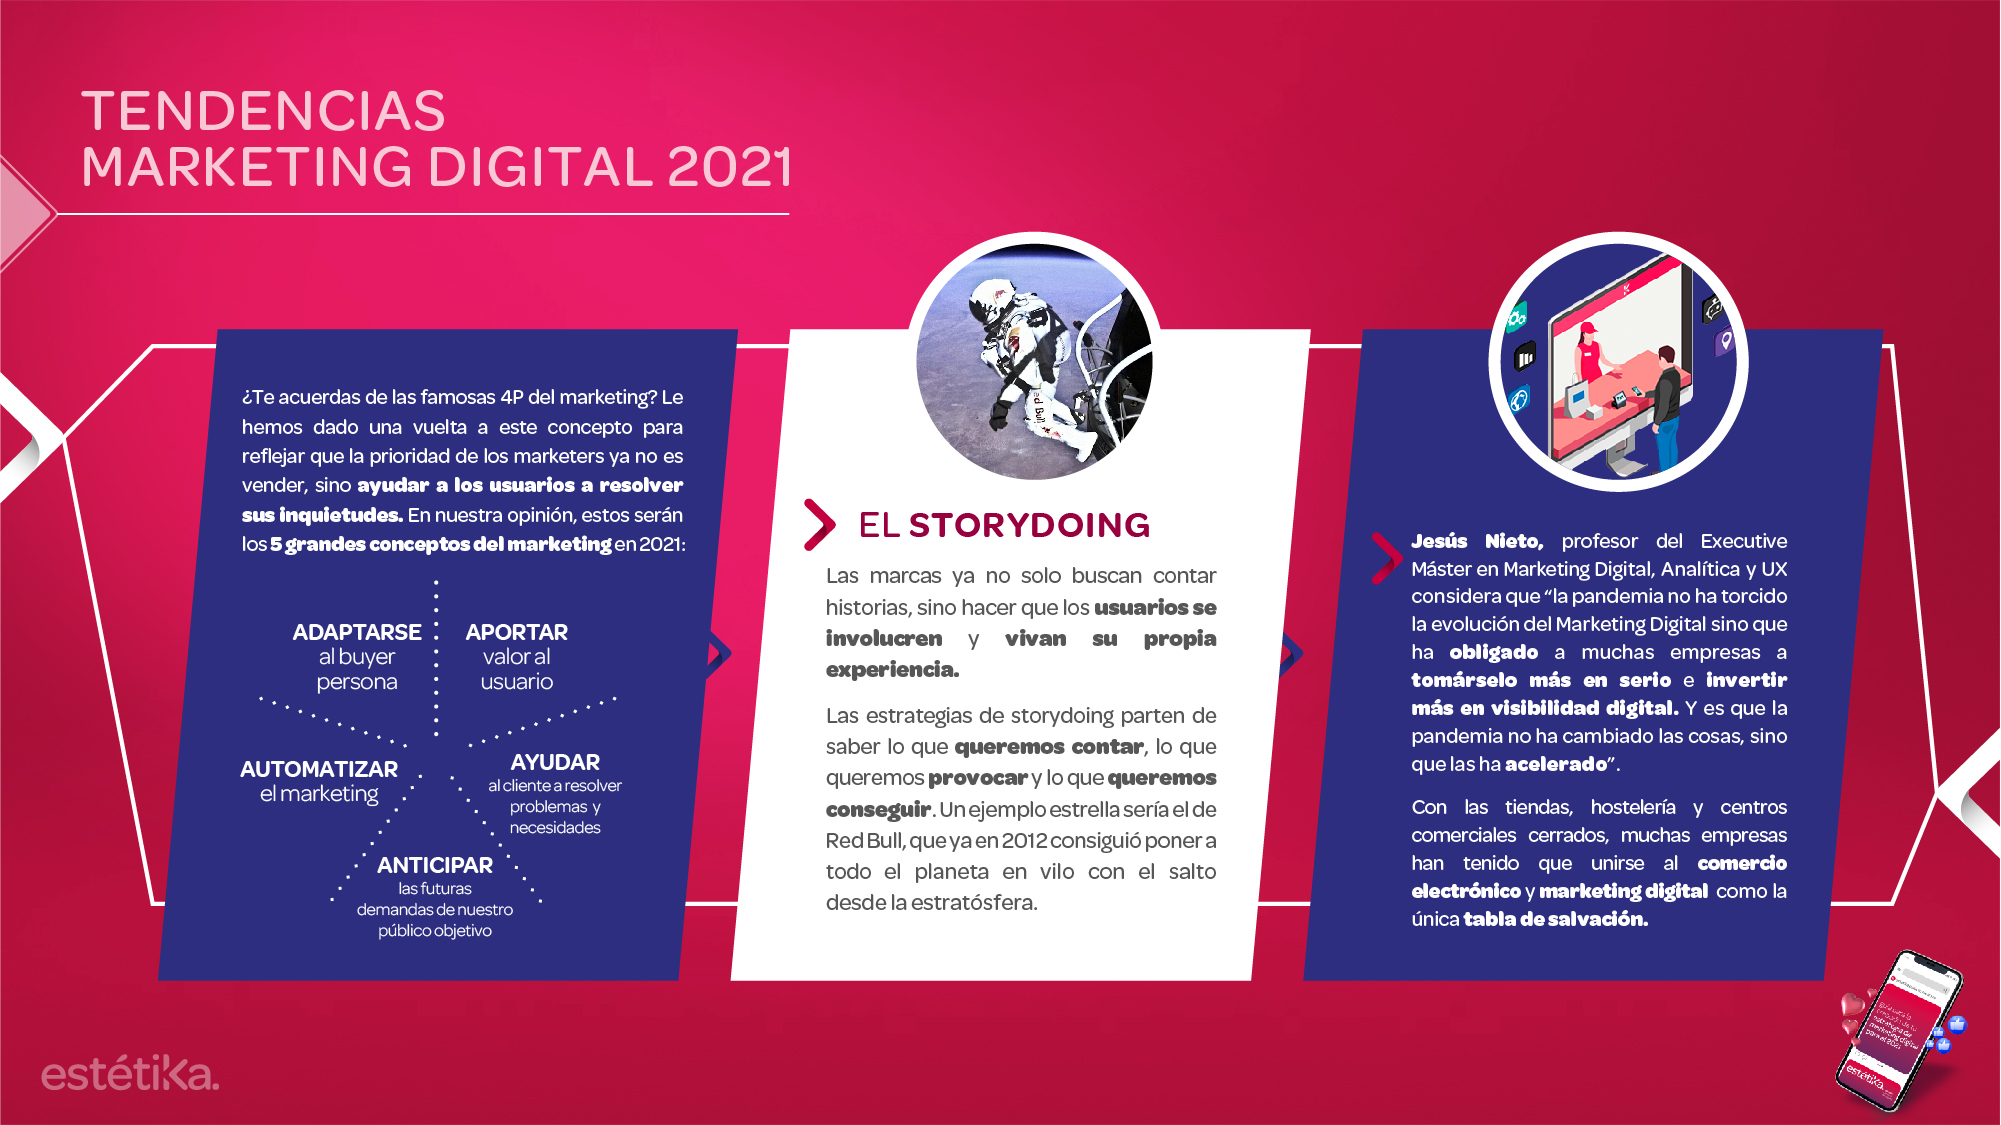 TENDENCIAS
MARKETING DIGITAL 2021
¿Te acuerdas de las famosas 4P del marketing? Le
hemos dado una vuelta a este concepto para
reflejar que la prioridad de los marketers ya no es
vender, sino ayudar a los usuarios a resolver
sus inquietudes. En nuestra opinión, estos serán
los 5 grandes conceptos del marketing en 2021:
ADAPTARSE
al buyer
persona
APORTAR
valor al
usuario
AUTOMATIZAR
el marketing
AYUDAR
al cliente a resolver
problemas y
necesidades
ANTICIPAR
las futuras
demandas de nuestro
público objetivo
Red Bull
EL STORYDOING
Las marcas ya no solo buscan contar
historias, sino hacer que los usuarios se
involucren y vivan su propia
experiencia.
Las estrategias de storydoing parten de
saber lo que queremos contar, lo que
queremos provocar y lo que queremos
conseguir. Un ejemplo estrella sería el de
Red Bull, que ya en 2012 consiguió poner a
todo el planeta en vilo con el salto
desde la estratósfera.
Jesús Nieto, profesor del Executive
Máster en Marketing Digital, Analítica y UX
considera que “la pandemia no ha torcido
la evolución del Marketing Digital sino que
ha obligado a muchas empresas a
tomárselo más en serio e invertir
más en visibilidad digital. Y es que la
pandemia no ha cambiado las cosas, sino
que las ha acelerado”.
Con las tiendas, hostelería y centros
comerciales cerrados, muchas empresas
han tenido que unirse al comercio
electrónico y marketing digital como la
única tabla de salvación.
estétika.
estrategia de
marketing digital
para el 2021
estétika.